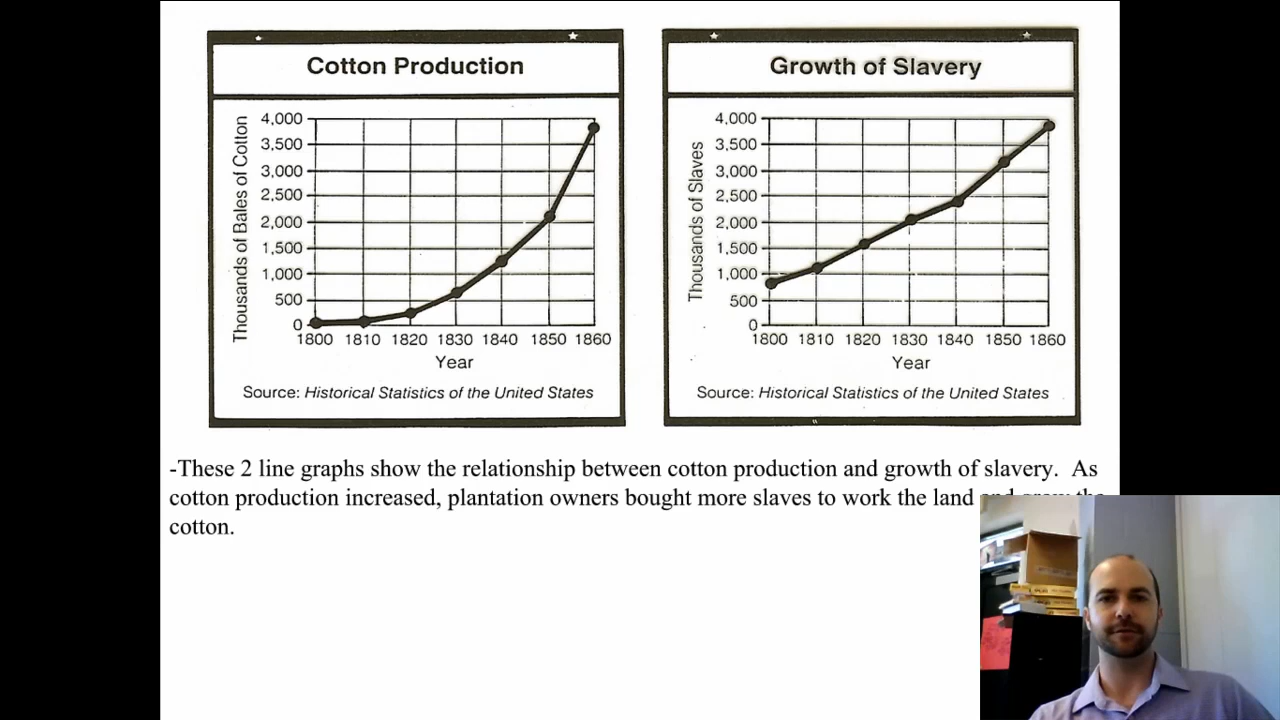 Cotton Production
Thousands of Bales of Cotton
4,000
3,500
3,000
2,500
2,000
1,500
1,000
500
0
1800 1810 1820 1830 1840 1850 1860
Year
Source: Historical Statistics of the United States
Growth of Slavery
Thousands of Slaves
4,000
3,500
3,000
2,500
2,000
1,500
1,000
500
0
1800 1810 1820 1830 1840 1850 1860
Year
Source: Historical Statistics of the United States
-These 2 line graphs show the relationship between cotton production and growth of slavery. As
cotton production increased, plantation owners bought more slaves to work the land and grow the
cotton.